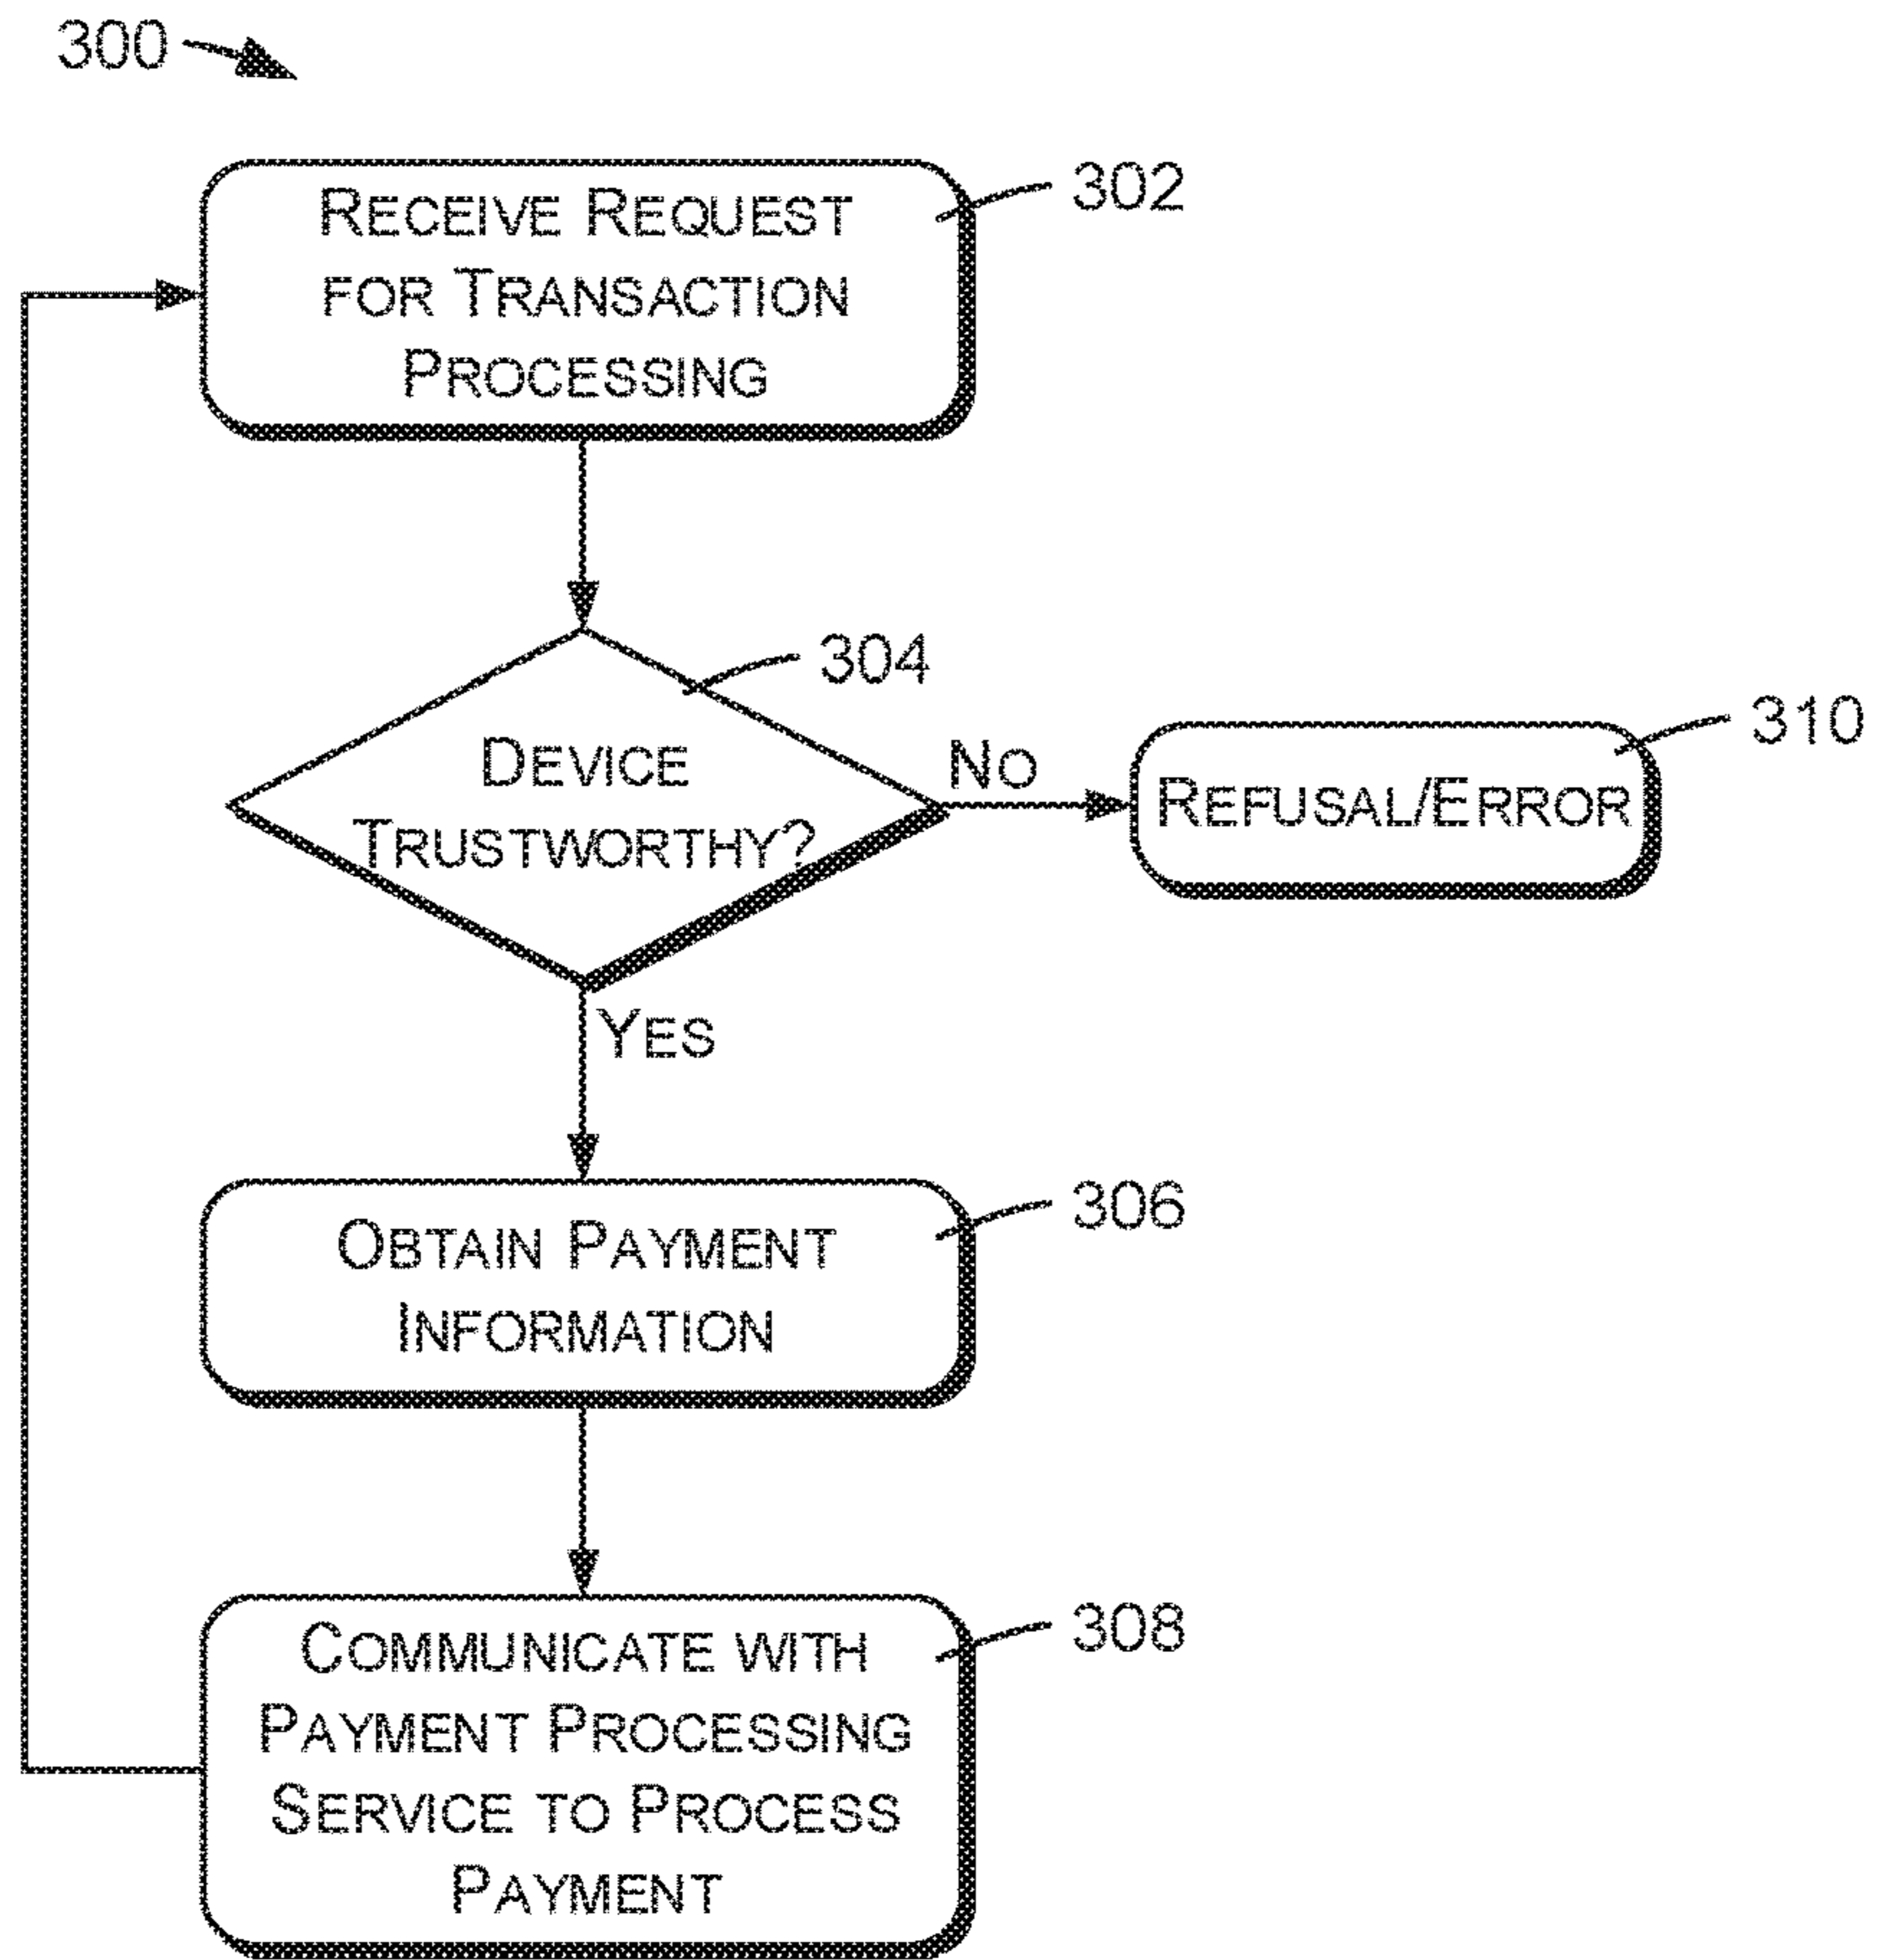 300
RECEIVE REQUEST
FOR TRANSACTION
PROCESSING
302
304
DEVICE
TRUSTWORTHY?
NO
310
REFUSAL/ERROR
YES
306
OBTAIN PAYMENT
INFORMATION
308
COMMUNICATE WITH
PAYMENT PROCESSING
SERVICE TO PROCESS
PAYMENT